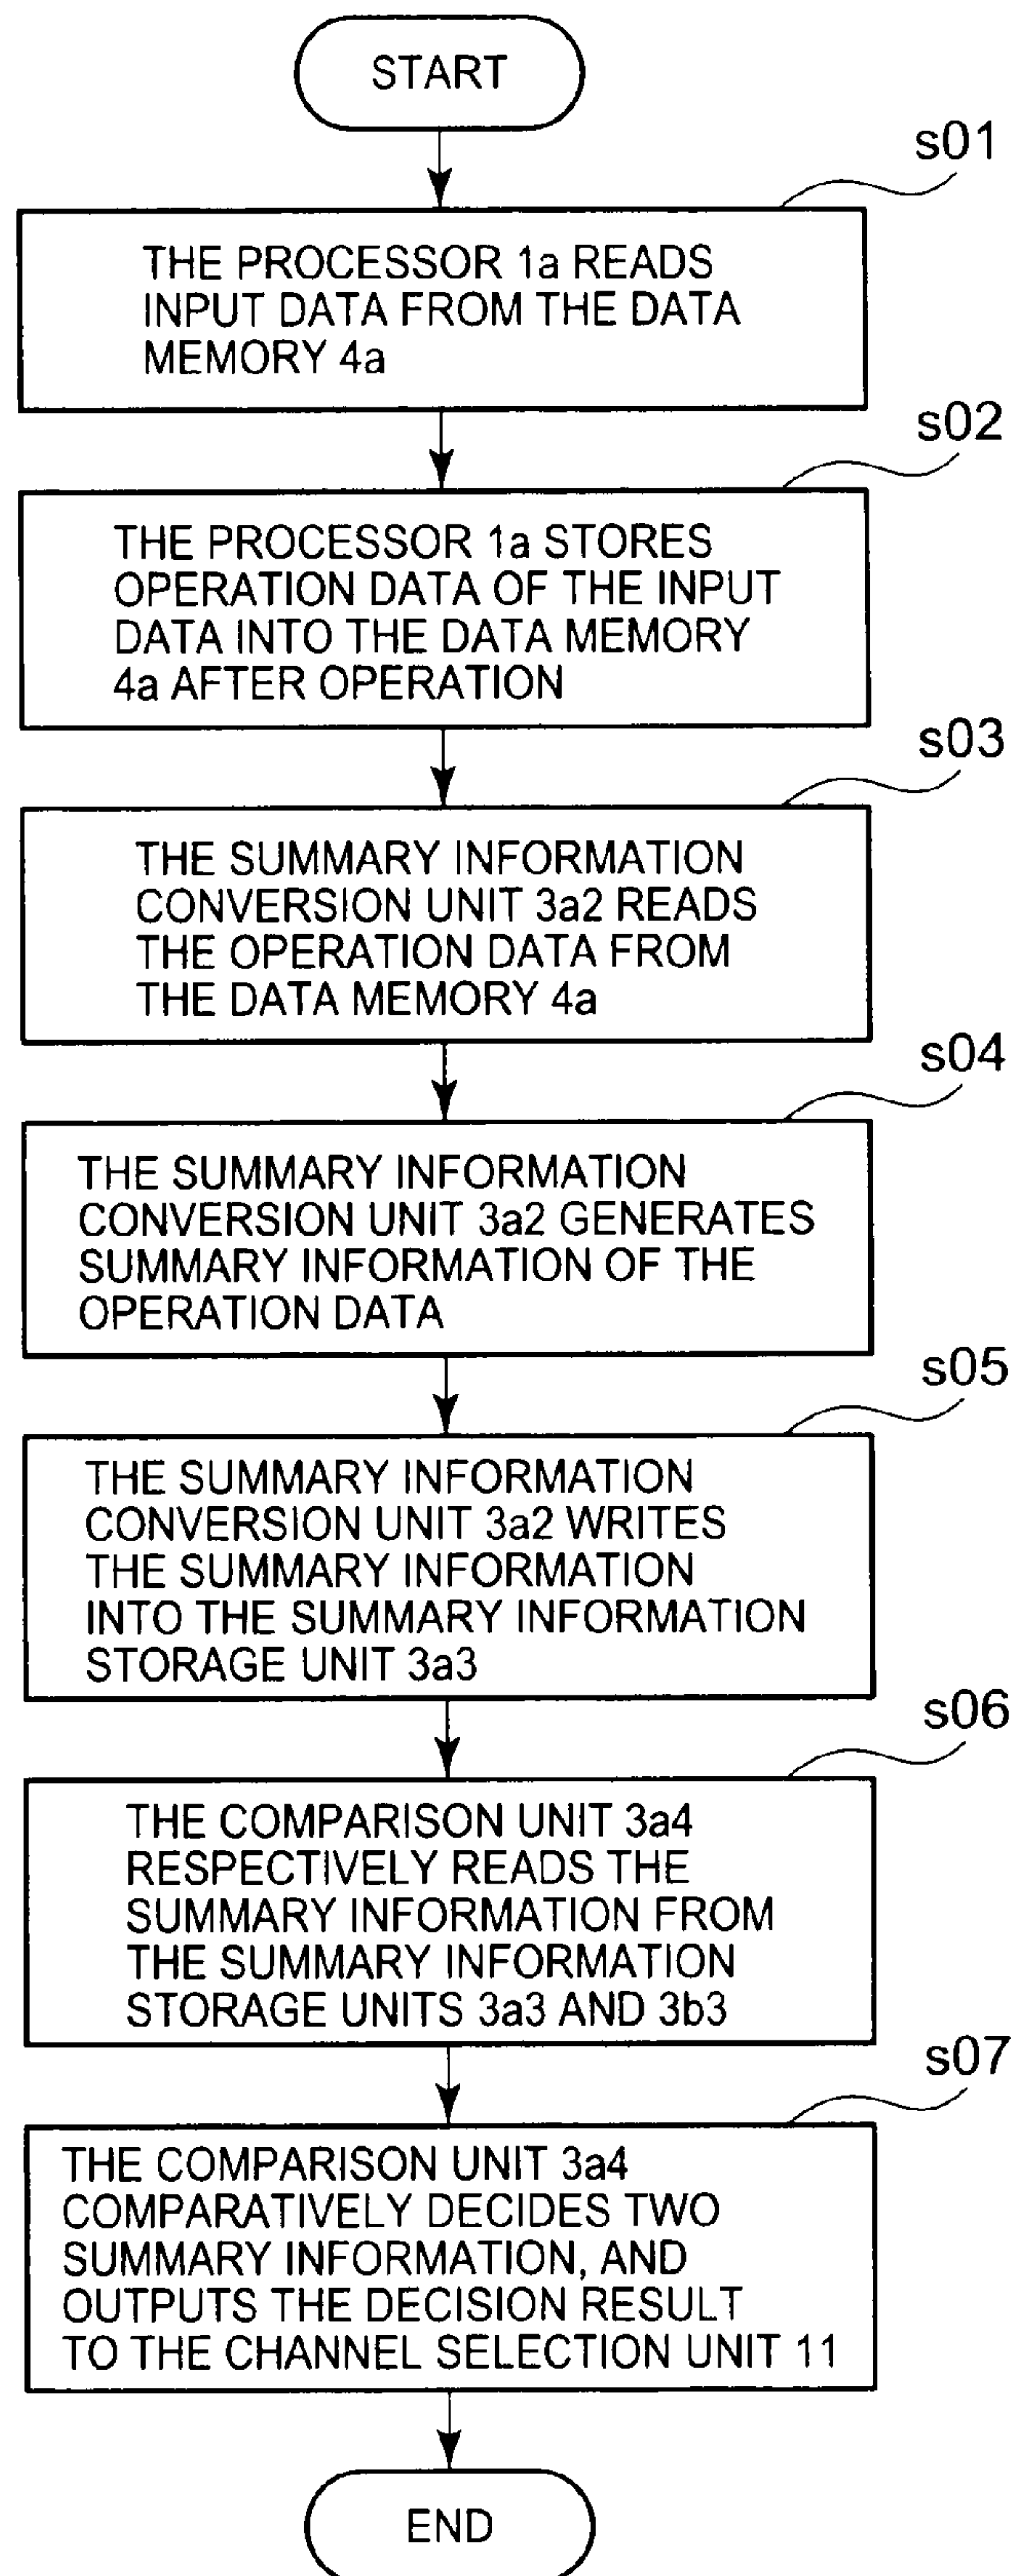 START
s01
THE PROCESSOR 1a READS
INPUT DATA FROM THE DATA
MEMORY 4a
s02
THE PROCESSOR 1a STORES
OPERATION DATA OF THE INPUT
DATA INTO THE DATA MEMORY
4a AFTER OPERATION
s03
THE SUMMARY INFORMATION
CONVERSION UNIT 3a2 READS
THE OPERATION DATA FROM
THE DATA MEMORY 4a
s04
THE SUMMARY INFORMATION
CONVERSION UNIT 3a2 GENERATES
SUMMARY INFORMATION OF THE
OPERATION DATA
s05
THE SUMMARY INFORMATION
CONVERSION UNIT 3a2 WRITES
THE SUMMARY INFORMATION
INTO THE SUMMARY INFORMATION
STORAGE UNIT 3a3
s06
THE COMPARISON UNIT 3a4
RESPECTIVELY READS THE
SUMMARY INFORMATION FROM
THE SUMMARY INFORMATION
STORAGE UNITS 3a3 AND 3b3
s07
THE COMPARISON UNIT 3a4
COMPARATIVELY DECIDES TWO
SUMMARY INFORMATION, AND
OUTPUTS THE DECISION RESULT
TO THE CHANNEL SELECTION UNIT 11
END